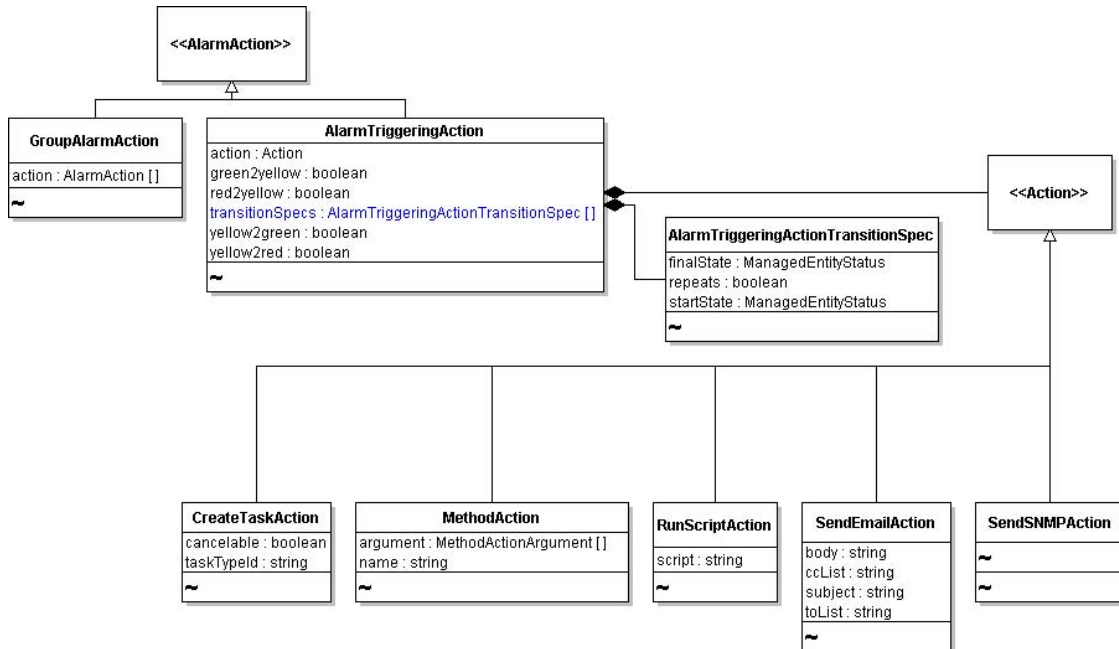 <<AlarmAction>>
GroupAlarmAction
action : AlarmAction [ ]
~
AlarmTriggeringAction
action : Action
green2yellow : boolean
red2yellow : boolean
transitionSpecs : AlarmTriggeringActionTransitionSpec [ ]
yellow2green : boolean
yellow2red : boolean
~
<<Action>>
AlarmTriggeringActionTransitionSpec
finalState : ManagedEntityStatus
repeats : boolean
startState : ManagedEntityStatus
~
CreateTaskAction
cancelable : boolean
taskTypeId : string
~
MethodAction
argument : MethodActionArgument [ ]
name : string
~
RunScriptAction
script : string
~
SendEmailAction
body : string
ccList : string
subject : string
toList : string
~
SendSNMPAction
~
~